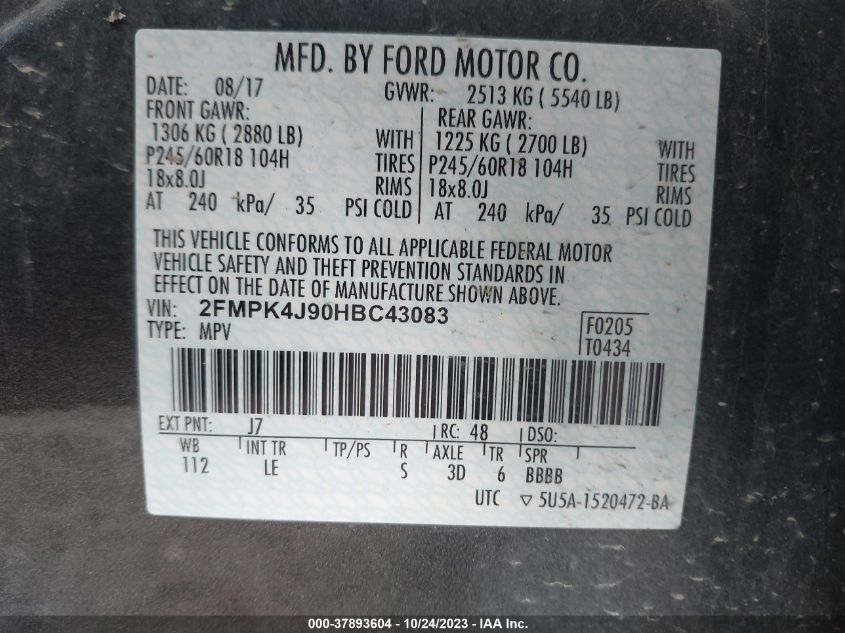 MFD. BY FORD MOTOR CO.
DATE: 08/17 GVWR: 2513 KG ( 5540 LB)
FRONT GAWR: REAR GAWR:
1306 KG ( 2880 LB) WITH 1225 KG ( 2700 LB) WITH
P245/60R18 104H TIRES P245/60R18 104H TIRES
18x8.0J RIMS 18x8.0J RIMS
AT 240 kPa/ 35 PSI COLD AT 240 kPa/ 35 PSI COLD
THIS VEHICLE CONFORMS TO ALL APPLICABLE FEDERAL MOTOR
VEHICLE SAFETY AND THEFT PREVENTION STANDARDS IN
EFFECT ON THE DATE OF MANUFACTURE SHOWN ABOVE.
VIN: 2FMPK4J90HBC43083 F0205
TYPE: MPV T0434
EXT PNT: J7 RC: 48 DSO:
WB INT TR TP/PS R AXLE TR SPR
112 LE S 3D 6 BBBB
UTC ▽ 5U5A-1520472-BA
000-37893604 - 10/24/2023 - IAA Inc.